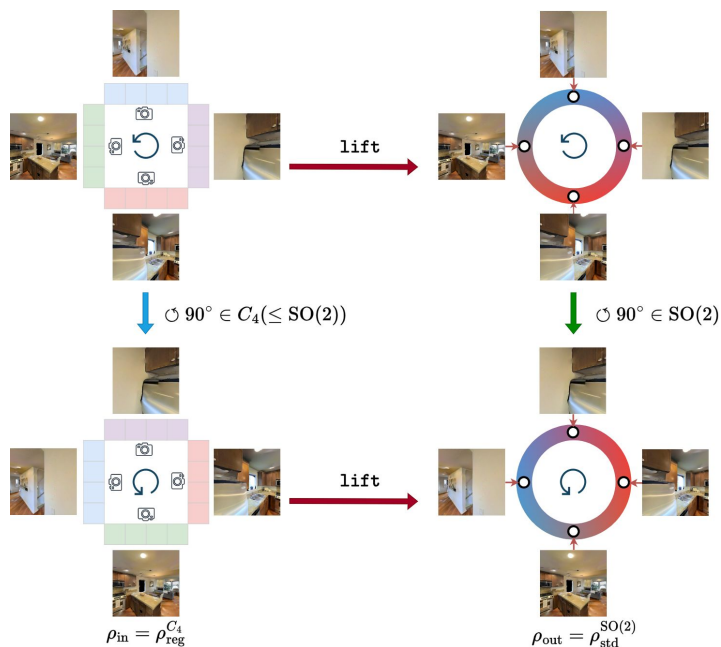 lift
↺ 90° ∈ C₄(≤ SO(2))
↺ 90° ∈ SO(2)
lift
ρ_in = ρ_reg^{C₄}
ρ_out = ρ_std^{SO(2)}